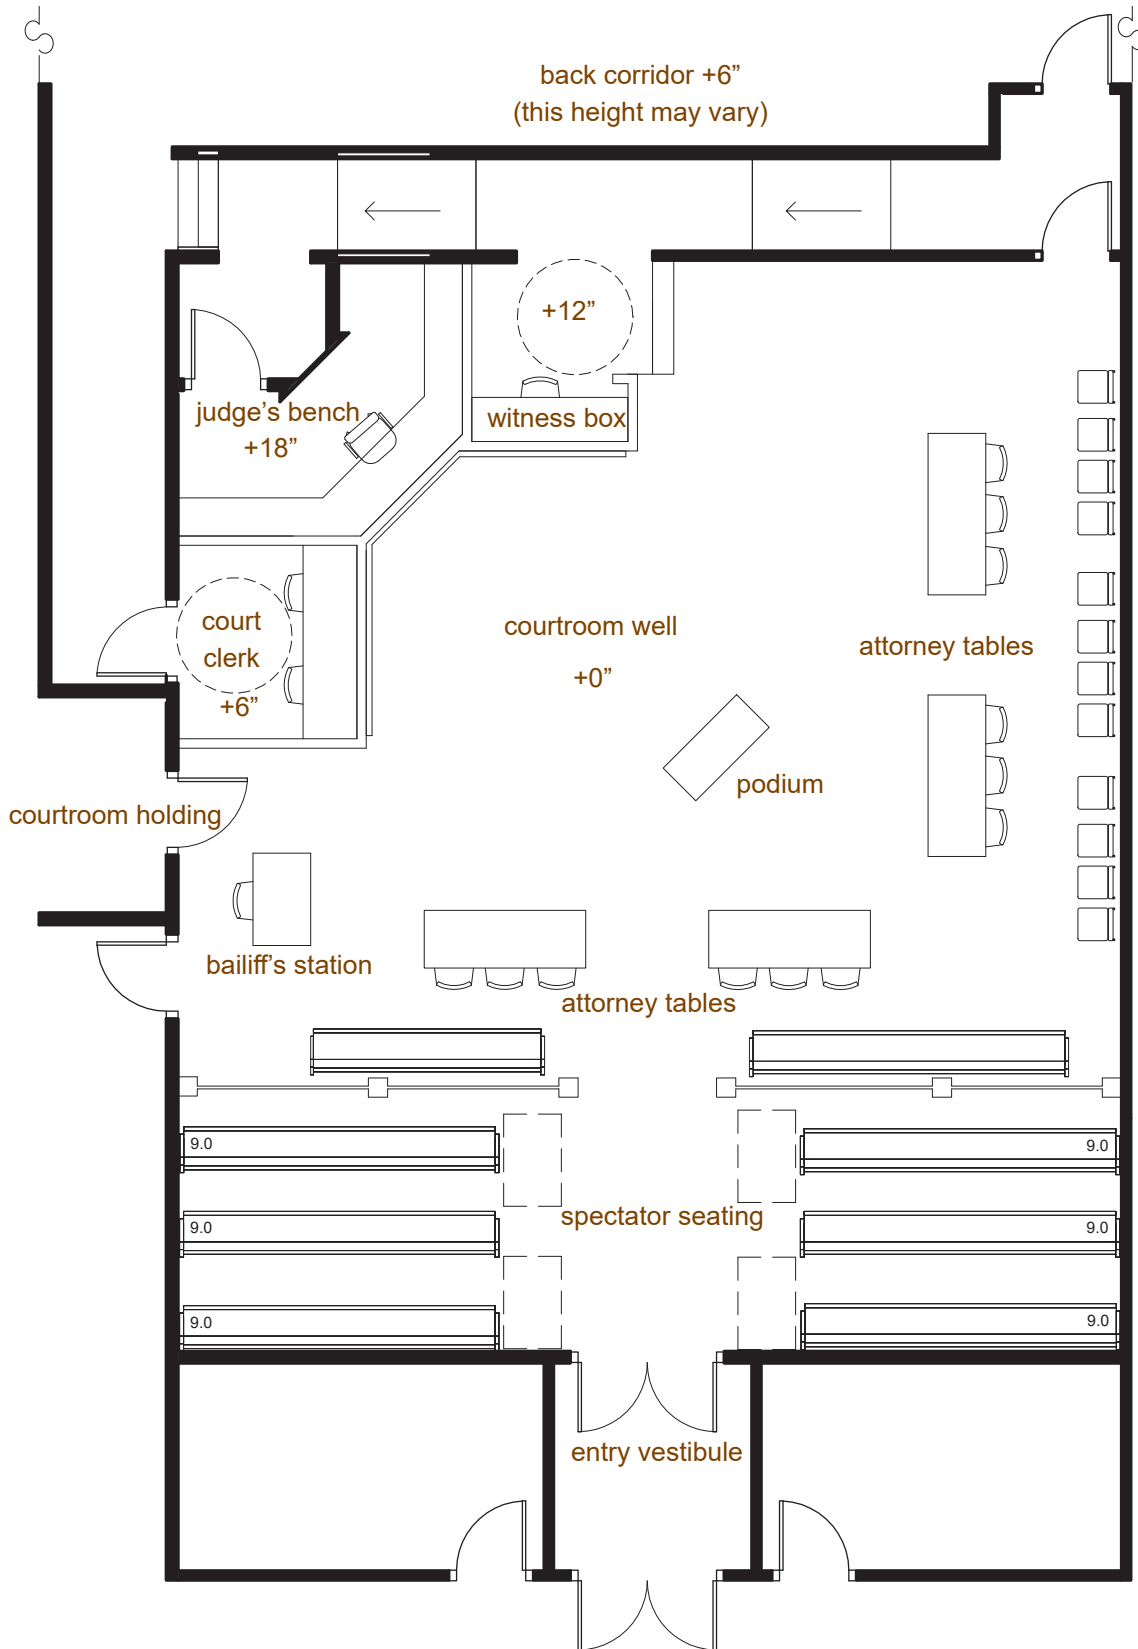 back corridor +6”
(this height may vary)
+12”
judge’s bench
+18”
witness box
court
clerk
+6”
courtroom well
+0”
attorney tables
podium
courtroom holding
bailiff’s station
attorney tables
9.0
9.0
spectator seating
9.0
9.0
9.0
9.0
entry vestibule